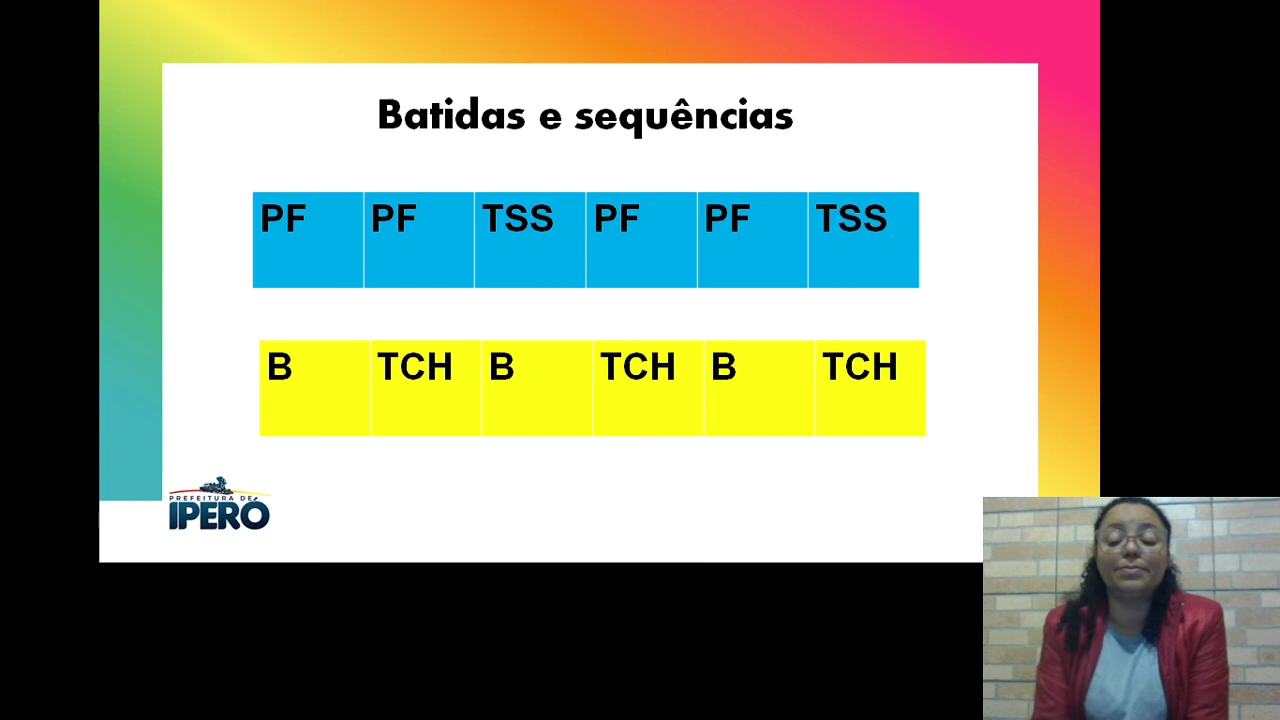 Batidas e sequências
PF PF TSS PF PF TSS
B TCH B TCH B TCH
PREFEITURA DE
IPERÓ